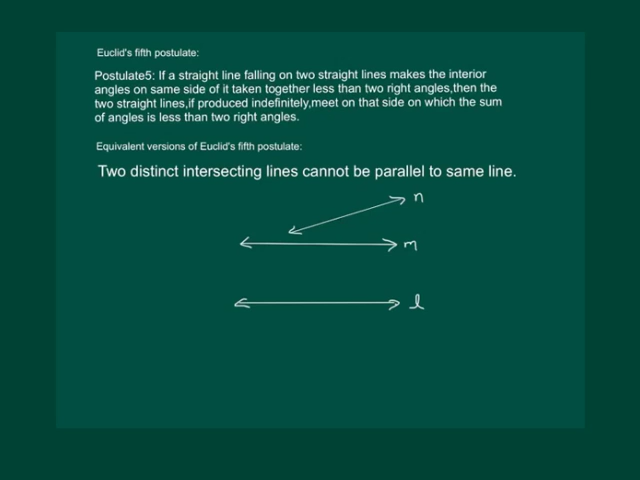 Euclid's fifth postulate:
Postulate5: If a straight line falling on two straight lines makes the interior
angles on same side of it taken together less than two right angles,then the
two straight lines,if produced indefinitely,meet on that side on which the sum
of angles is less than two right angles.
Equivalent versions of Euclid's fifth postulate:
Two distinct intersecting lines cannot be parallel to same line.
n
m
l